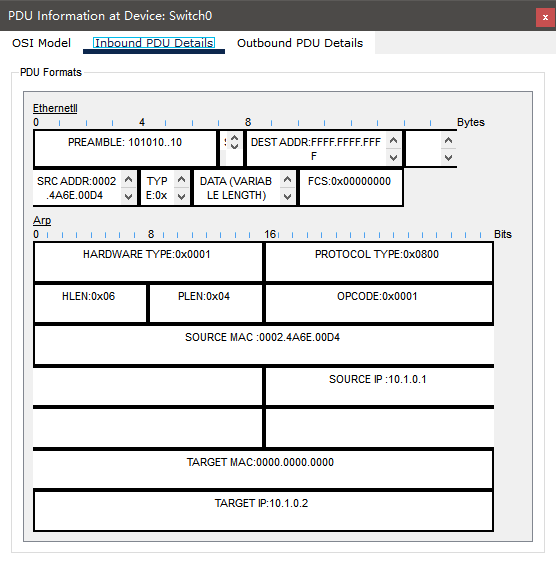 PDU Information at Device: Switch0
x
OSI Model Inbound PDU Details Outbound PDU Details
PDU Formats
EthernetII
0 4 8 Bytes
PREAMBLE: 101010..10
DEST ADDR:FFFF.FFFF.FFF
F
SRC ADDR:0002
.4A6E.00D4
TYP
E:0x
DATA (VARIAB
LE LENGTH)
FCS:0x00000000
Arp
0 8 16 Bits
HARDWARE TYPE:0x0001 PROTOCOL TYPE:0x0800
HLEN:0x06 PLEN:0x04 OPCODE:0x0001
SOURCE MAC :0002.4A6E.00D4
SOURCE IP :10.1.0.1
TARGET MAC:0000.0000.0000
TARGET IP:10.1.0.2